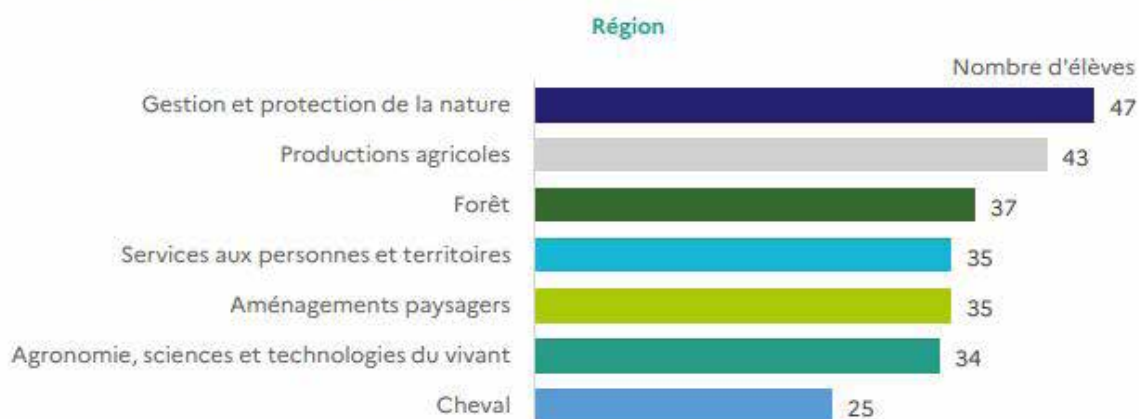 Région
Nombre d'élèves
Gestion et protection de la nature 47
Productions agricoles 43
Forêt 37
Services aux personnes et territoires 35
Aménagements paysagers 35
Agronomie, sciences et technologies du vivant 34
Cheval 25